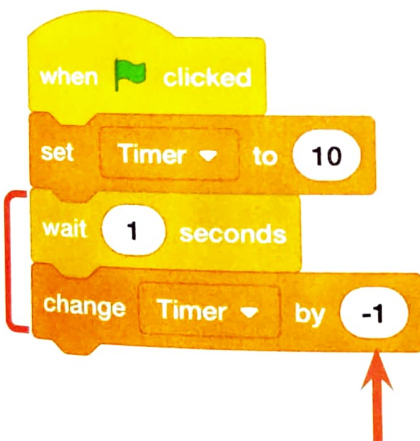 when clicked
set Timer to 10
wait 1 seconds
change Timer by -1